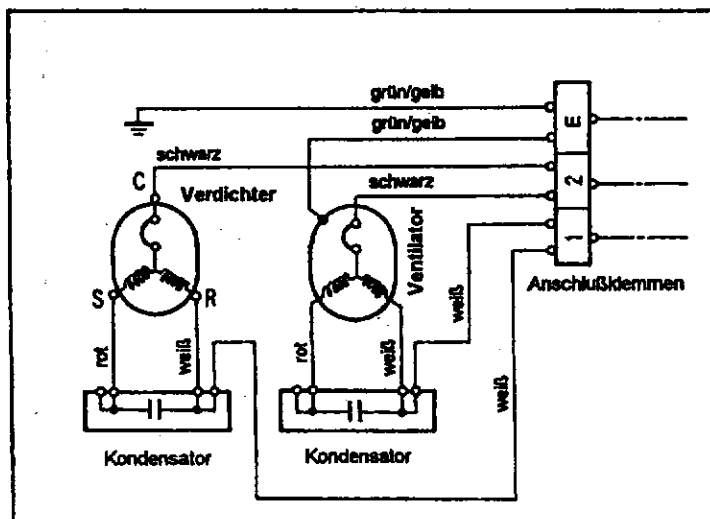 grün/gelb
grün/gelb
E
schwarz
C
Verdichter
schwarz
2
Ventilator
1
Anschlußklemmen
S
R
rot
weiß
rot
weiß
weiß
weiß
Kondensator
Kondensator